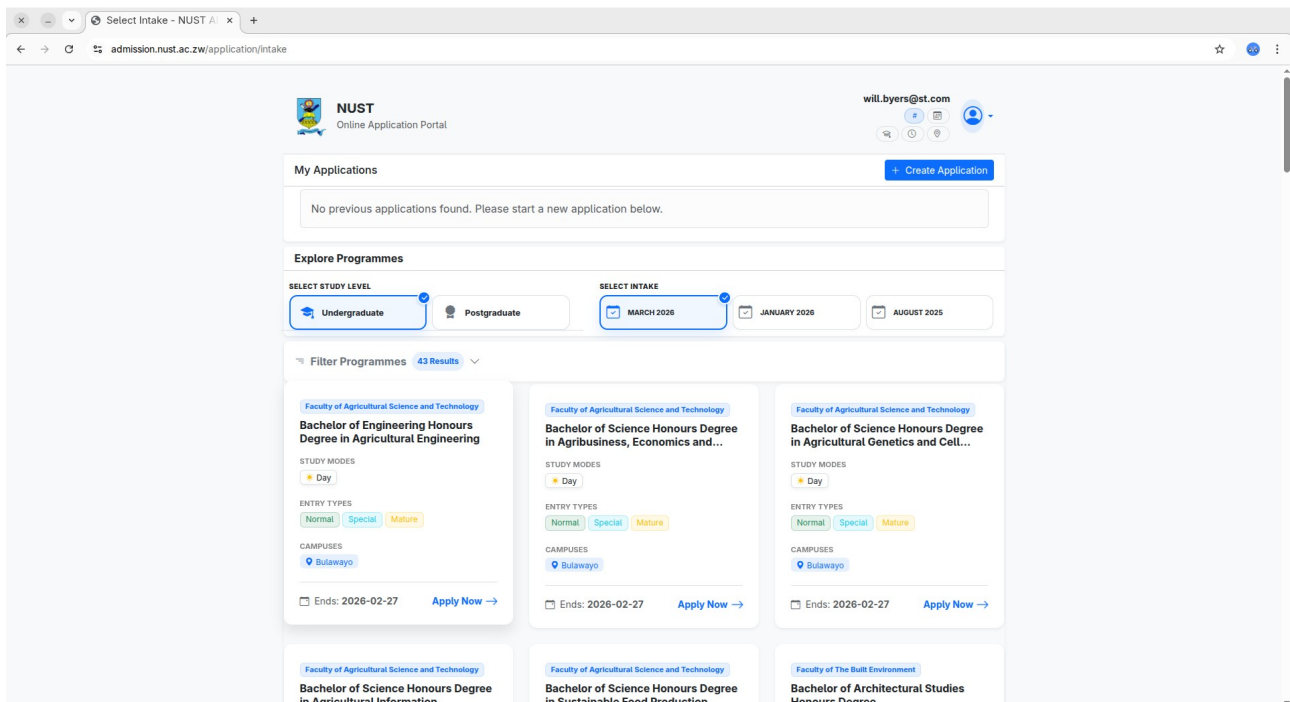 Select Intake - NUST A
admission.nust.ac.zw/application/intake
NUST
Online Application Portal
will.byers@st.com
#
My Applications
+ Create Application
No previous applications found. Please start a new application below.
Explore Programmes
SELECT STUDY LEVEL
SELECT INTAKE
Undergraduate
Postgraduate
MARCH 2026
JANUARY 2026
AUGUST 2025
Filter Programmes 43 Results
Faculty of Agricultural Science and Technology
Bachelor of Engineering Honours
Degree in Agricultural Engineering
STUDY MODES
Day
ENTRY TYPES
Normal Special Mature
CAMPUSES
Bulawayo
Ends: 2026-02-27 Apply Now →
Faculty of Agricultural Science and Technology
Bachelor of Science Honours Degree
in Agribusiness, Economics and...
STUDY MODES
Day
ENTRY TYPES
Normal Special Mature
CAMPUSES
Bulawayo
Ends: 2026-02-27 Apply Now →
Faculty of Agricultural Science and Technology
Bachelor of Science Honours Degree
in Agricultural Genetics and Cell...
STUDY MODES
Day
ENTRY TYPES
Normal Special Mature
CAMPUSES
Bulawayo
Ends: 2026-02-27 Apply Now →
Faculty of Agricultural Science and Technology
Bachelor of Science Honours Degree
in Agricultural Information
Faculty of Agricultural Science and Technology
Bachelor of Science Honours Degree
in Sustainable Food Production
Faculty of The Built Environment
Bachelor of Architectural Studies
Honours Degree